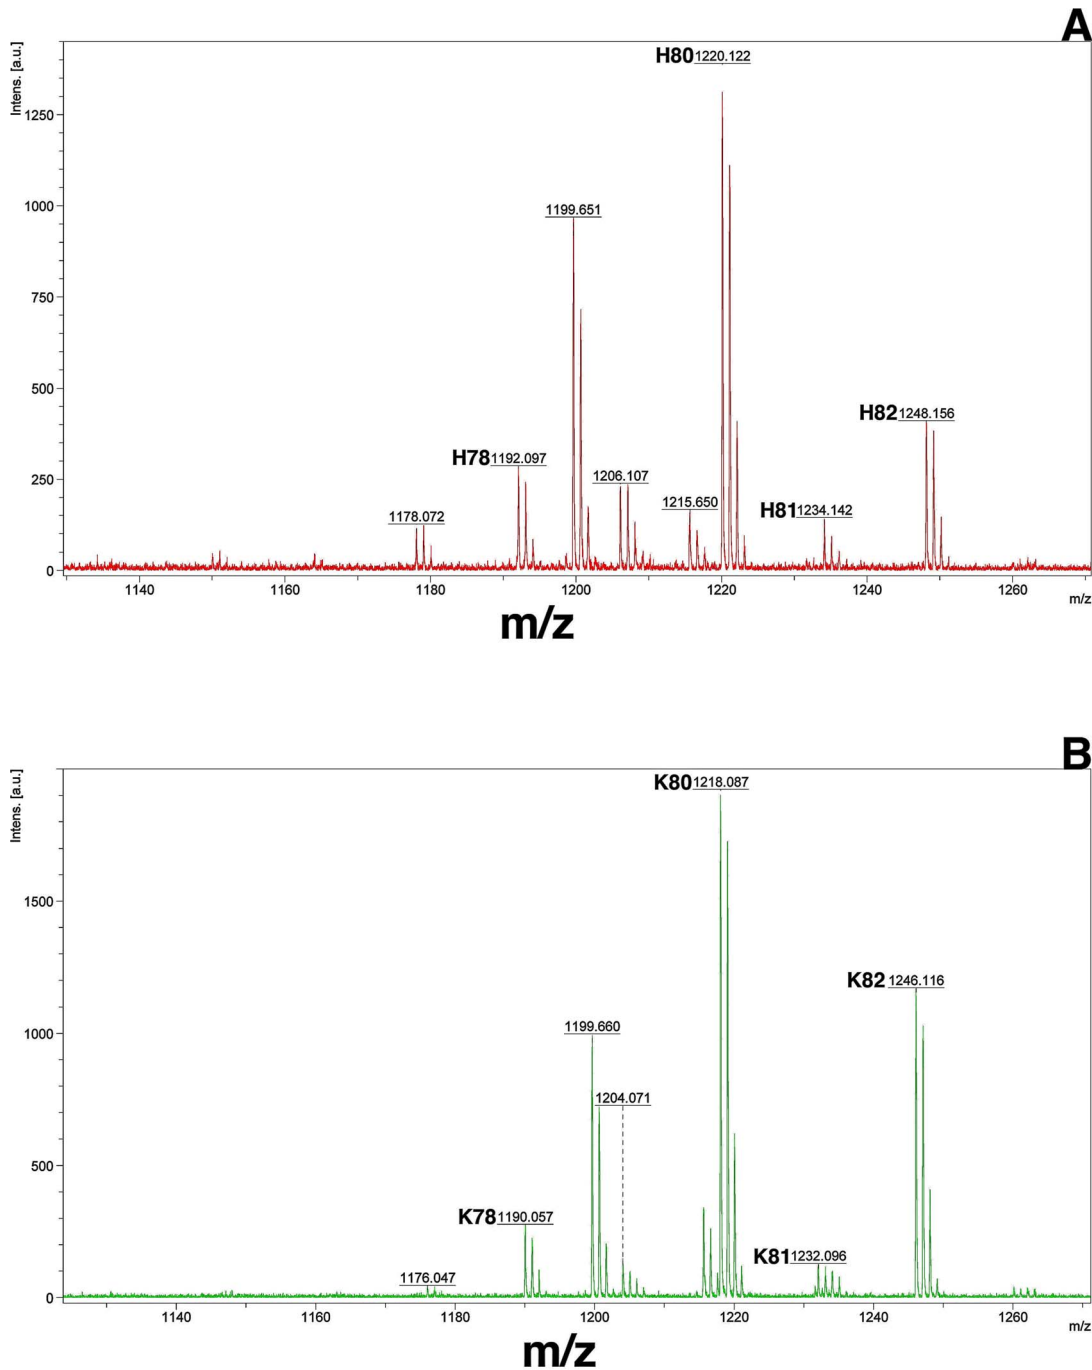 A
Intens. [a.u.]
H80 1220.122
1250
1000
1199.651
750
500
H82 1248.156
H78 1192.097
1206.107
250
1215.650
H81 1234.142
1178.072
0
1140
1160
1180
1200
1220
1240
1260
m/z
m/z
B
Intens. [a.u.]
K80 1218.087
1500
K82 1246.116
1199.660
1000
1204.071
500
K78 1190.057
K81 1232.096
1176.047
0
1140
1160
1180
1200
1220
1240
1260
m/z
m/z